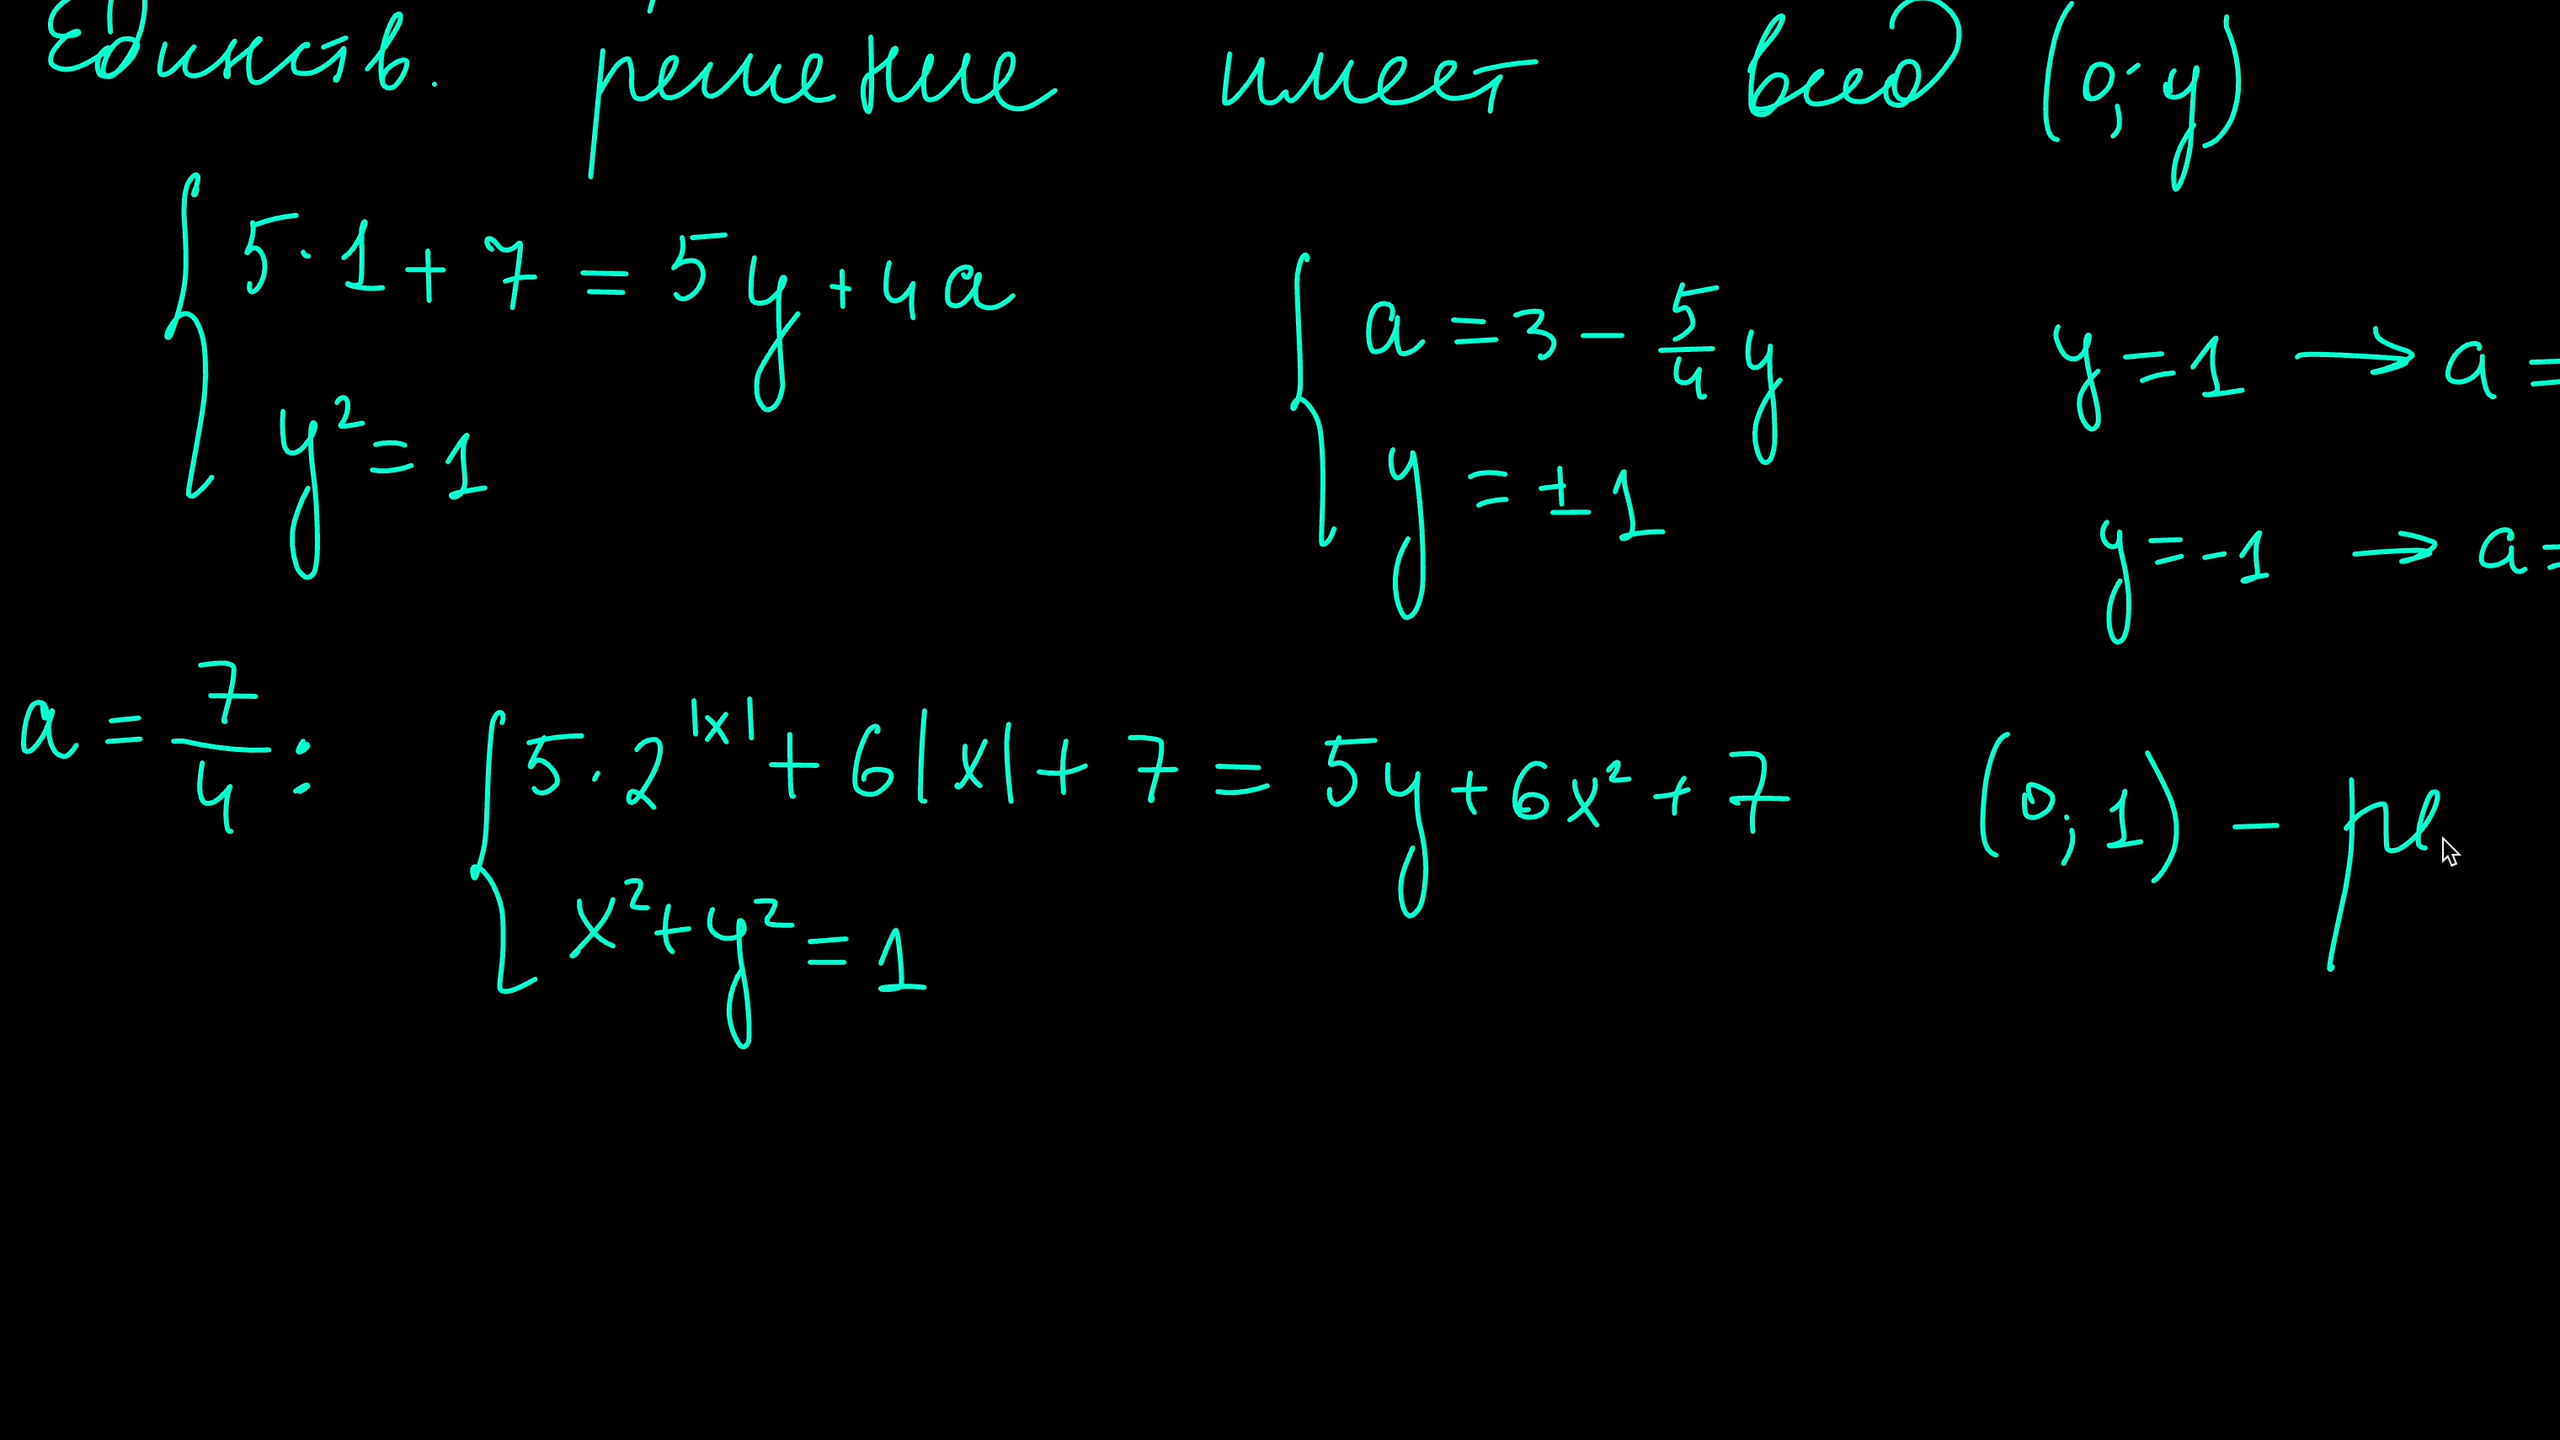 Единств. решение имеет вид (0; y)
{ 5·1 + 7 = 5y + 4a
y² = 1
{ a = 3 - 5/4 y
y = ±1
y = 1 → a =
y = -1 → a =
a = 7/4 :
{ 5·2^|x| + 6|x| + 7 = 5y + 6x² + 7
x² + y² = 1
(0; 1) - ре